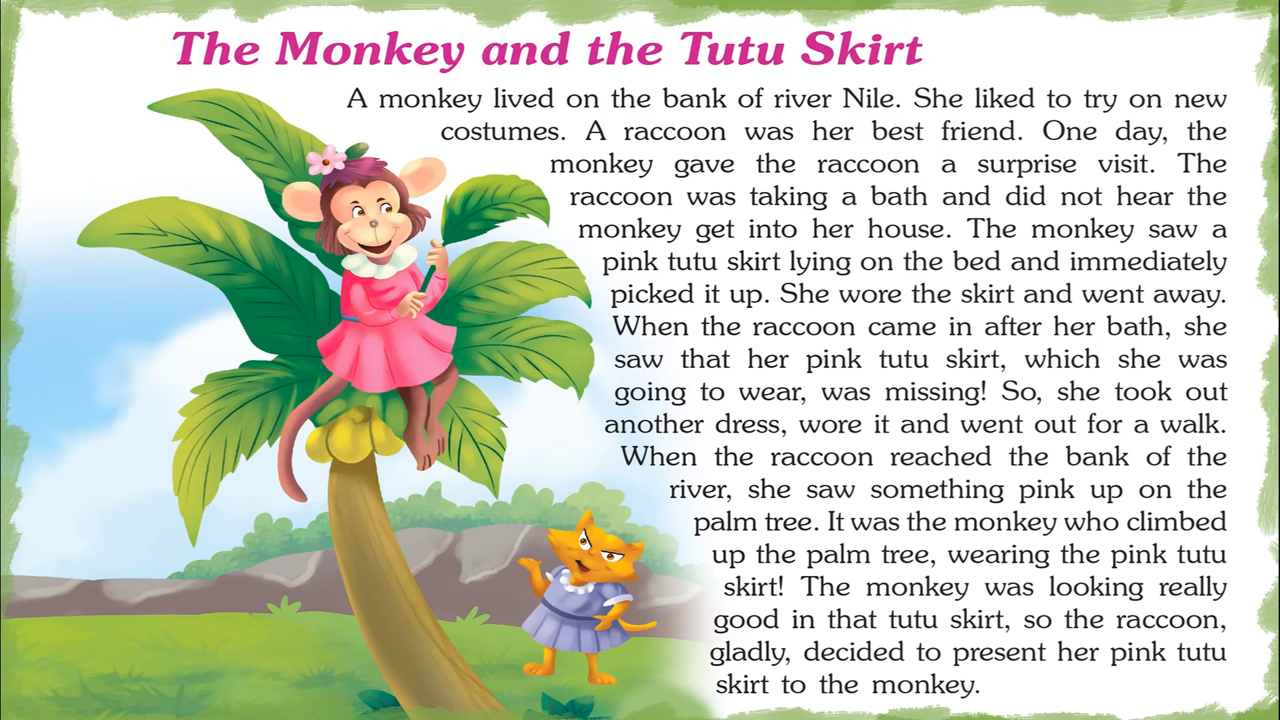 The Monkey and the Tutu Skirt
A monkey lived on the bank of river Nile. She liked to try on new
costumes. A raccoon was her best friend. One day, the
monkey gave the raccoon a surprise visit. The
raccoon was taking a bath and did not hear the
monkey get into her house. The monkey saw a
pink tutu skirt lying on the bed and immediately
picked it up. She wore the skirt and went away.
When the raccoon came in after her bath, she
saw that her pink tutu skirt, which she was
going to wear, was missing! So, she took out
another dress, wore it and went out for a walk.
When the raccoon reached the bank of the
river, she saw something pink up on the
palm tree. It was the monkey who climbed
up the palm tree, wearing the pink tutu
skirt! The monkey was looking really
good in that tutu skirt, so the raccoon,
gladly, decided to present her pink tutu
skirt to the monkey.